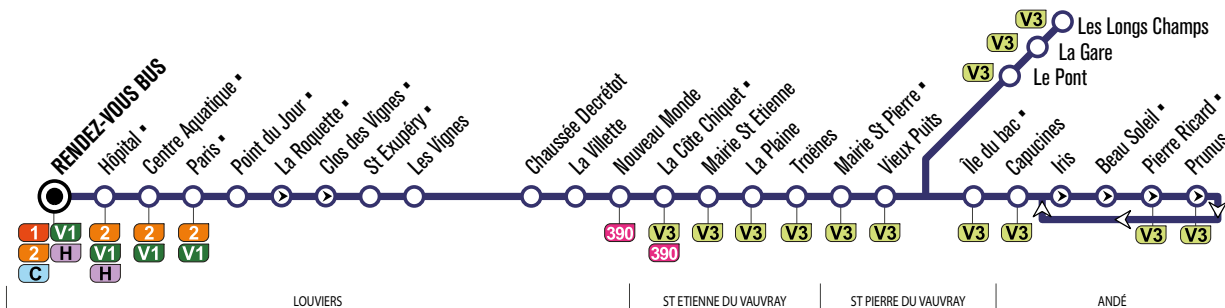 RENDEZ-VOUS BUS ▪
Hôpital ▪
Centre Aquatique ▪
Paris ▪
Point du Jour ▪
La Roquette ▪
Clos des Vignes ▪
St Exupéry ▪
Les Vignes
Chaussée Decrétot
La Villette
Nouveau Monde
La Côte Chiquet ▪
Mairie St Etienne
La Plaine
Troënes
Mairie St Pierre ▪
Vieux Puits
V3 Les Longs Champs
V3 La Gare
V3 Le Pont
Île du bac ▪
Capucines
Iris
Beau Soleil ▪
Pierre Ricard ▪
Prunus
1 V1 2 V1 2 2 390 V3 V3 V3 V3 V3 V3 V3 V3 V3 V3
2 H V1 V1 V1 390
C H
LOUVIERS ST ETIENNE DU VAUVRAY ST PIERRE DU VAUVRAY ANDÉ